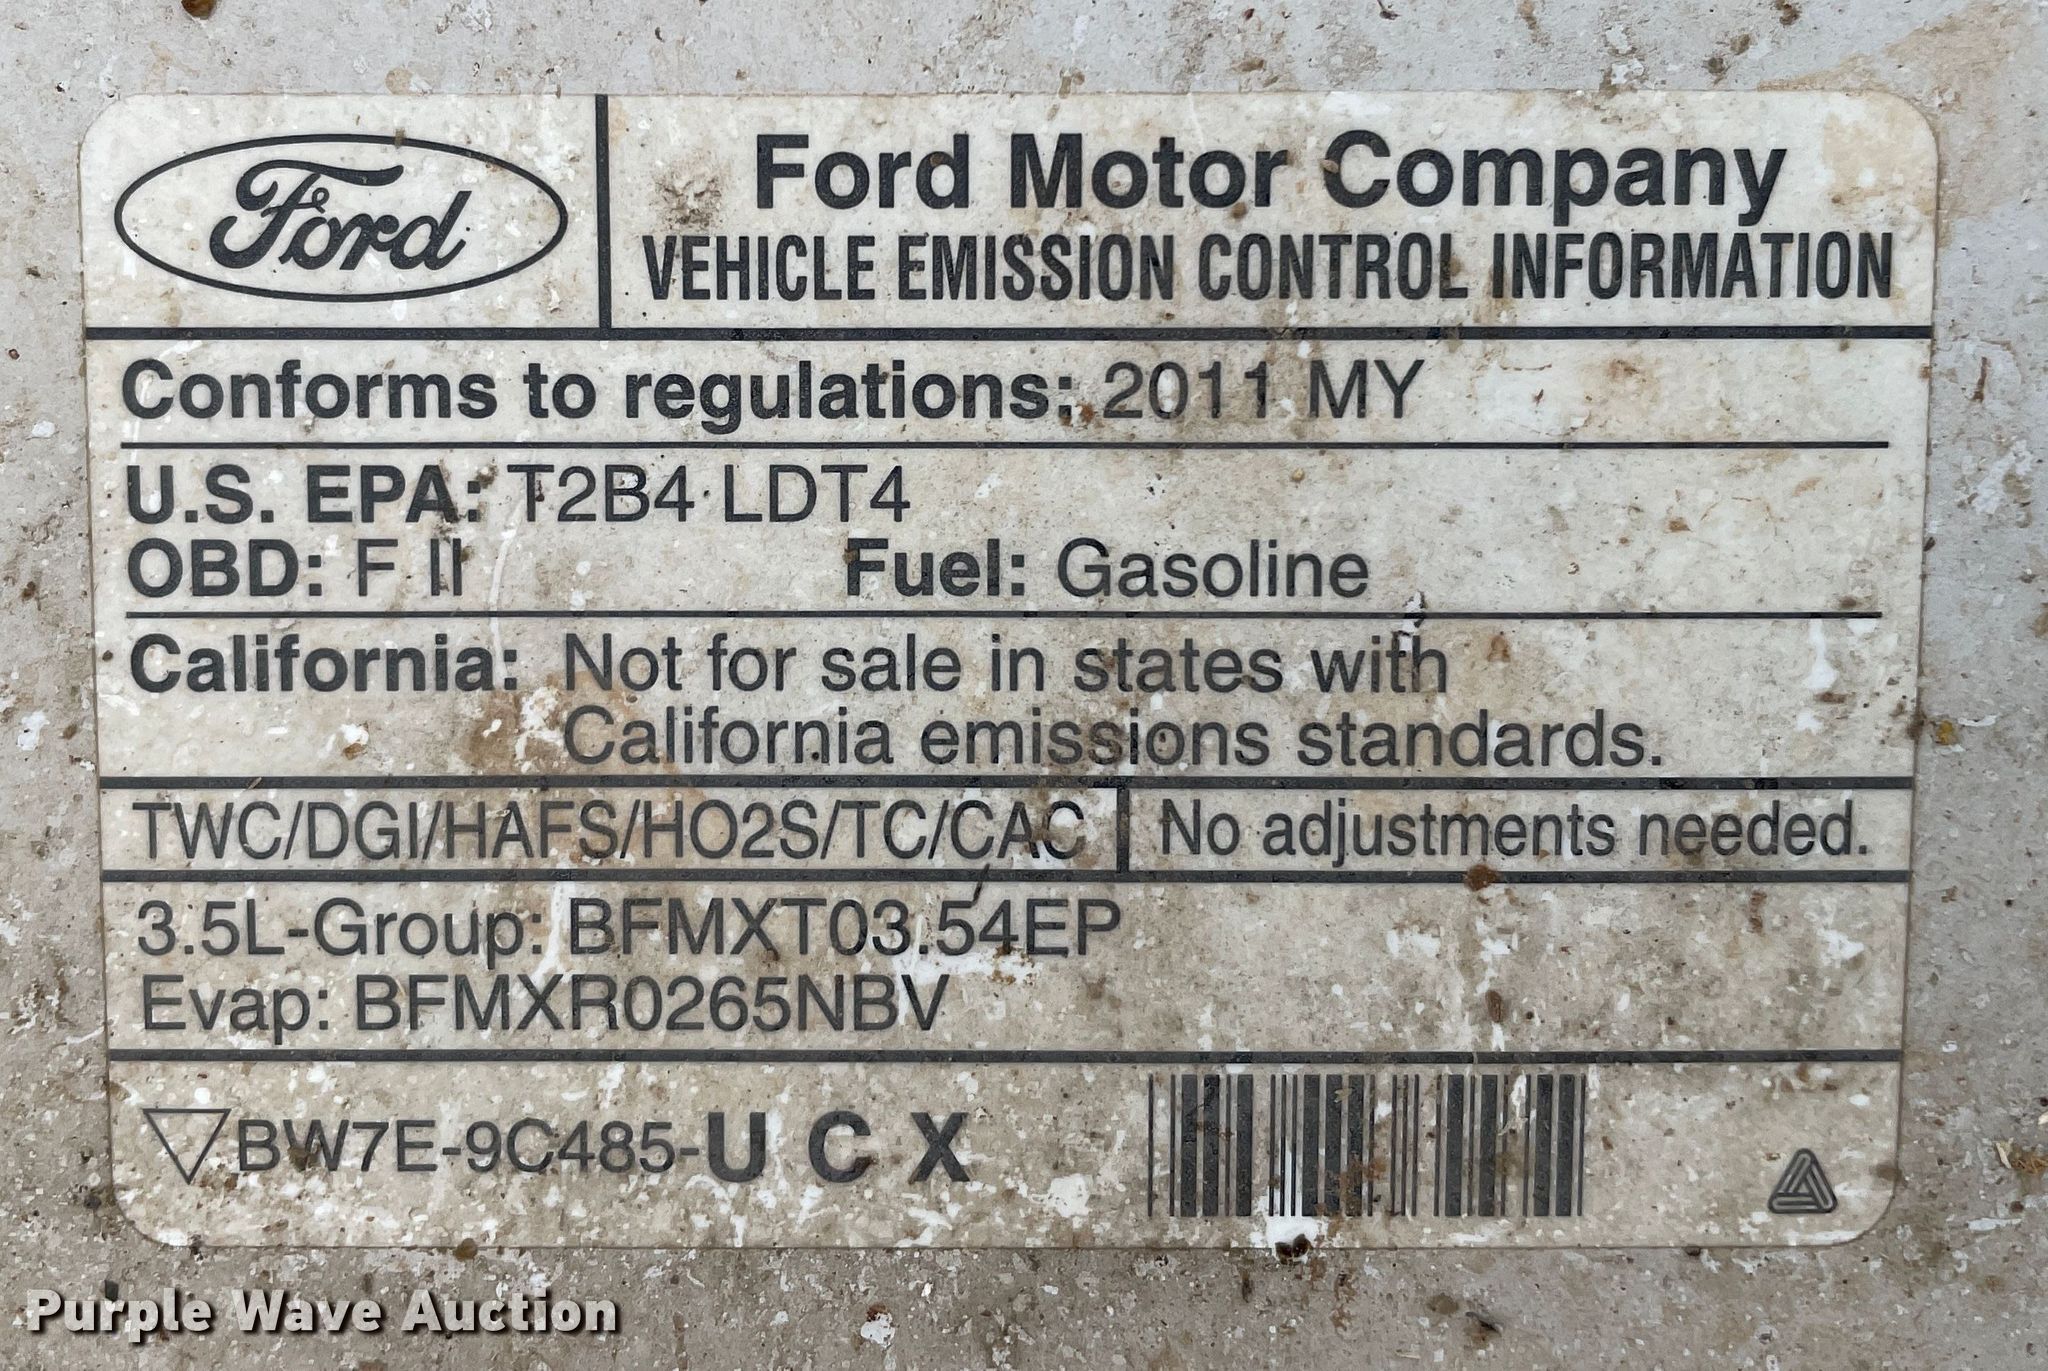 Ford
Ford Motor Company
VEHICLE EMISSION CONTROL INFORMATION
Conforms to regulations: 2011 MY
U.S. EPA: T2B4 LDT4
OBD: F II Fuel: Gasoline
California: Not for sale in states with
California emissions standards.
TWC/DGI/HAFS/HO2S/TC/CAC No adjustments needed.
3.5L-Group: BFMXT03.54EP
Evap: BFMXR0265NBV
BW7E-9C485-U C X
Purple Wave Auction